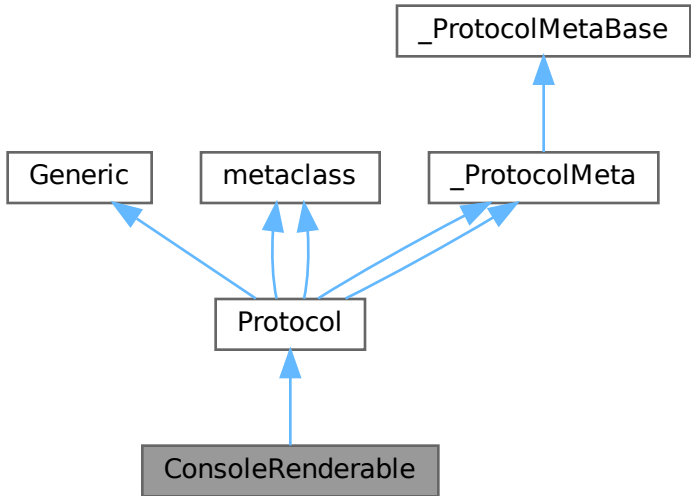 _ProtocolMetaBase
Generic
metaclass
_ProtocolMeta
Protocol
ConsoleRenderable